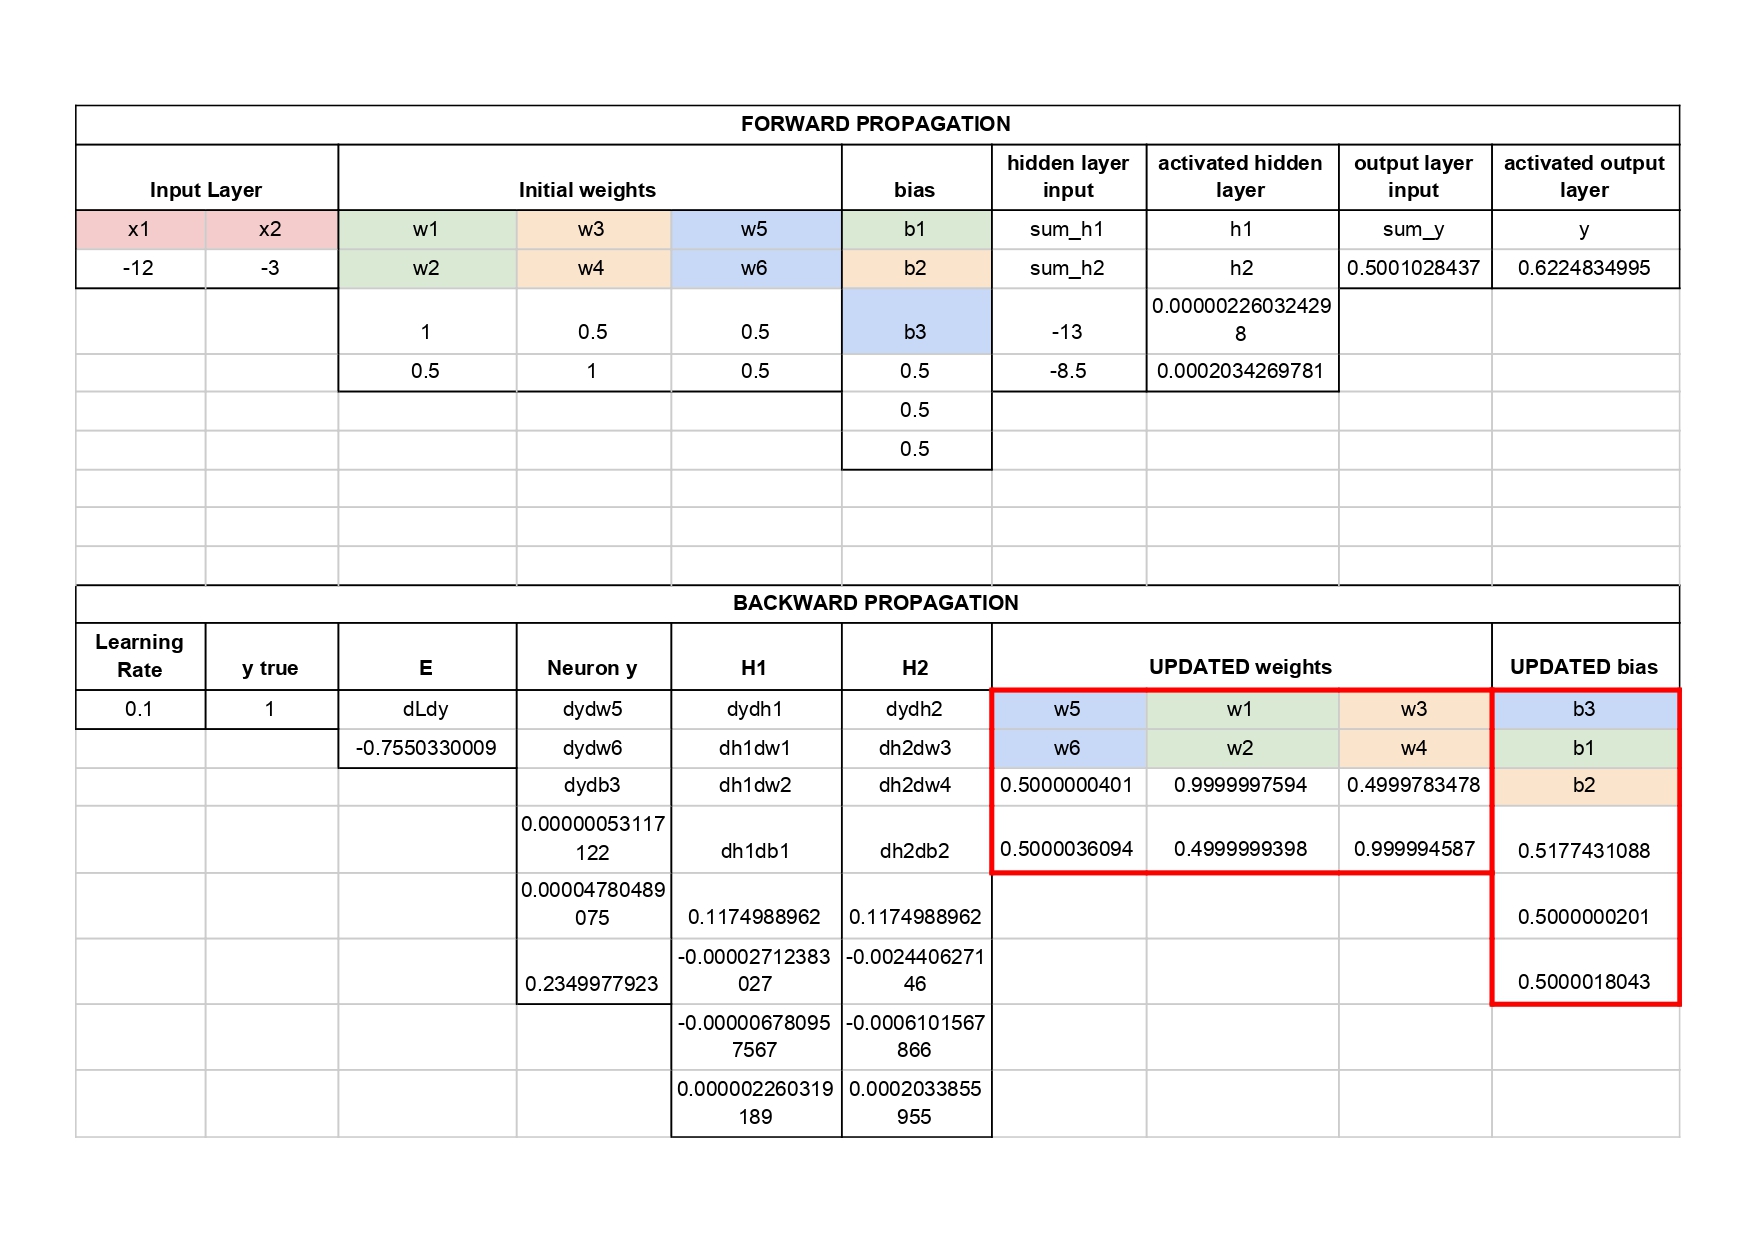 FORWARD PROPAGATION
Input Layer Initial weights bias hidden layer input activated hidden layer output layer input activated output layer
x1 x2 w1 w3 w5 b1 sum_h1 h1 sum_y y
-12 -3 w2 w4 w6 b2 sum_h2 h2 0.5001028437 0.6224834995
1 0.5 0.5 b3 -13 0.000002260324298
0.5 1 0.5 0.5 -8.5 0.0002034269781
0.5
0.5
BACKWARD PROPAGATION
Learning Rate y true E Neuron y H1 H2 UPDATED weights UPDATED bias
0.1 1 dLdy dydw5 dydh1 dydh2 w5 w1 w3 b3
-0.7550330009 dydw6 dh1dw1 dh2dw3 w6 w2 w4 b1
dydb3 dh1dw2 dh2dw4 0.5000000401 0.9999997594 0.4999783478 b2
0.00000053117122 dh1db1 dh2db2 0.5000036094 0.4999999398 0.999994587 0.5177431088
0.00004780489075 0.1174988962 0.1174988962 0.5000000201
0.2349977923 -0.00002712383027 -0.002440627146 0.5000018043
-0.000006780957567 -0.0006101567866
0.000002260319189 0.0002033855955